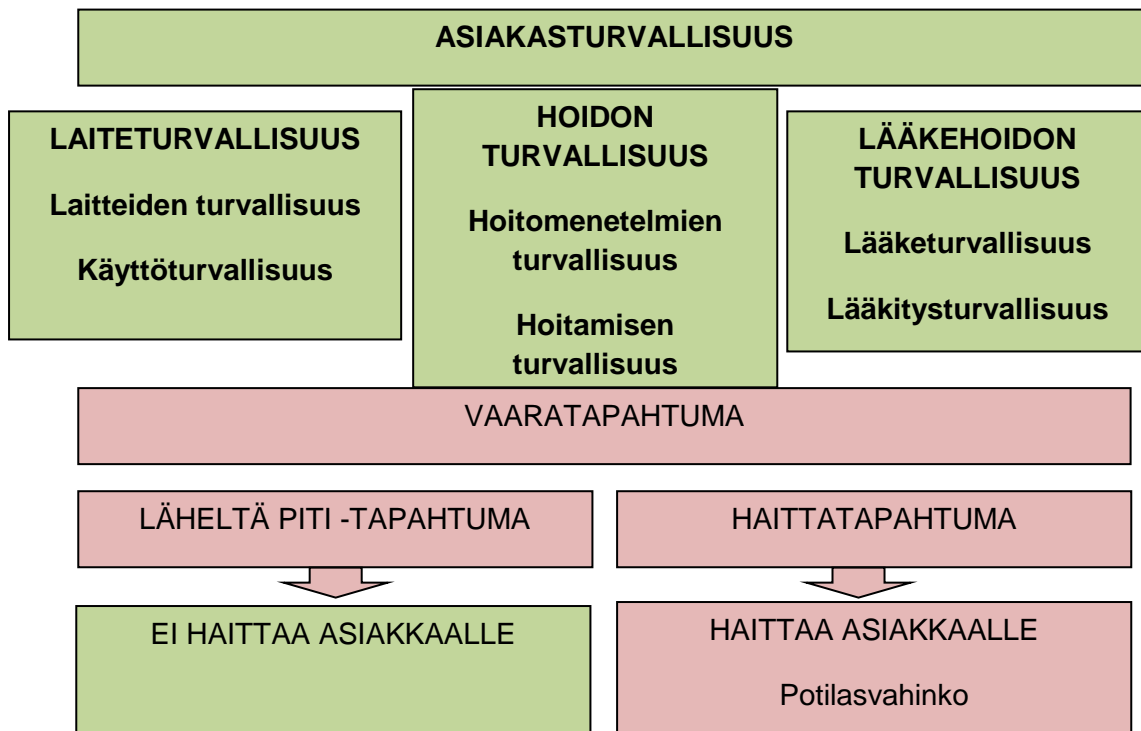 ASIAKASTURVALLISUUS
LAITETURVALLISUUS
Laitteiden turvallisuus
Käyttöturvallisuus
HOIDON
TURVALLISUUS
Hoitomenetelmien
turvallisuus
Hoitamisen
turvallisuus
LÄÄKEHOIDON
TURVALLISUUS
Lääketurvallisuus
Lääkitysturvallisuus
VAARATAPAHTUMA
LÄHELTÄ PITI -TAPAHTUMA
HAITTATAPAHTUMA
EI HAITTAA ASIAKKAALLE
HAITTAA ASIAKKAALLE
Potilasvahinko